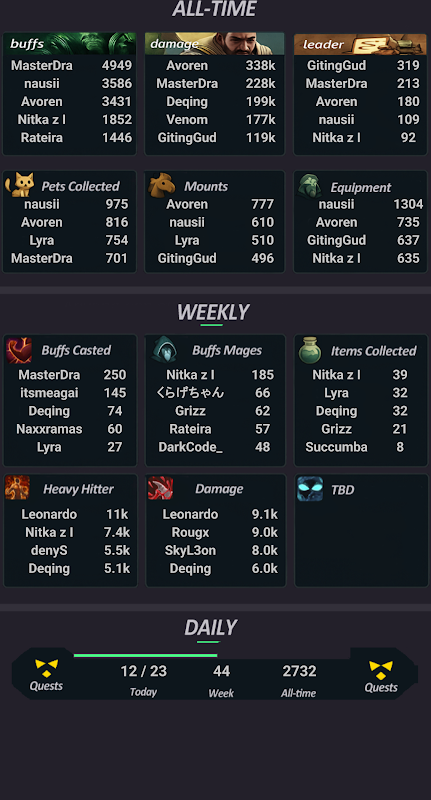 ALL-TIME
buffs
MasterDra 4949
nausii 3586
Avoren 3431
Nitka z l 1852
Rateira 1446
damage
Avoren 338k
MasterDra 228k
Deqing 199k
Venom 177k
GitingGud 119k
leader
GitingGud 319
MasterDra 213
Avoren 180
nausii 109
Nitka z l 92
Pets Collected
nausii 975
Avoren 816
Lyra 754
MasterDra 701
Mounts
Avoren 777
nausii 610
Lyra 510
GitingGud 496
Equipment
nausii 1304
Avoren 735
GitingGud 637
Nitka z l 635
WEEKLY
Buffs Casted
MasterDra 250
itsmeagai 145
Deqing 74
Naxxramas 60
Lyra 27
Buffs Mages
Nitka z l 185
くらげちゃん 66
Grizz 62
Rateira 57
DarkCode_ 48
Items Collected
Nitka z l 39
Lyra 32
Deqing 32
Grizz 21
Succumba 8
Heavy Hitter
Leonardo 11k
Nitka z l 7.4k
denyS 5.5k
Deqing 5.1k
Damage
Leonardo 9.1k
Rougx 9.0k
SkyL3on 8.0k
Deqing 6.0k
TBD
DAILY
Quests
12 / 23
Today
44
Week
2732
All-time
Quests